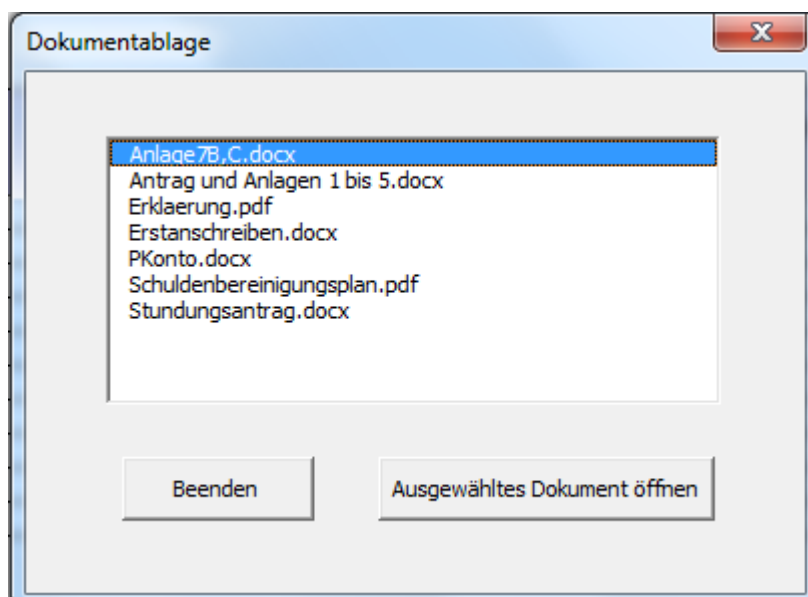 Dokumentablage
Anlage7B,C.docx
Antrag und Anlagen 1 bis 5.docx
Erklaerung.pdf
Erstanschreiben.docx
PKonto.docx
Schuldenbereinigungsplan.pdf
Stundungsantrag.docx
Beenden
Ausgewähltes Dokument öffnen